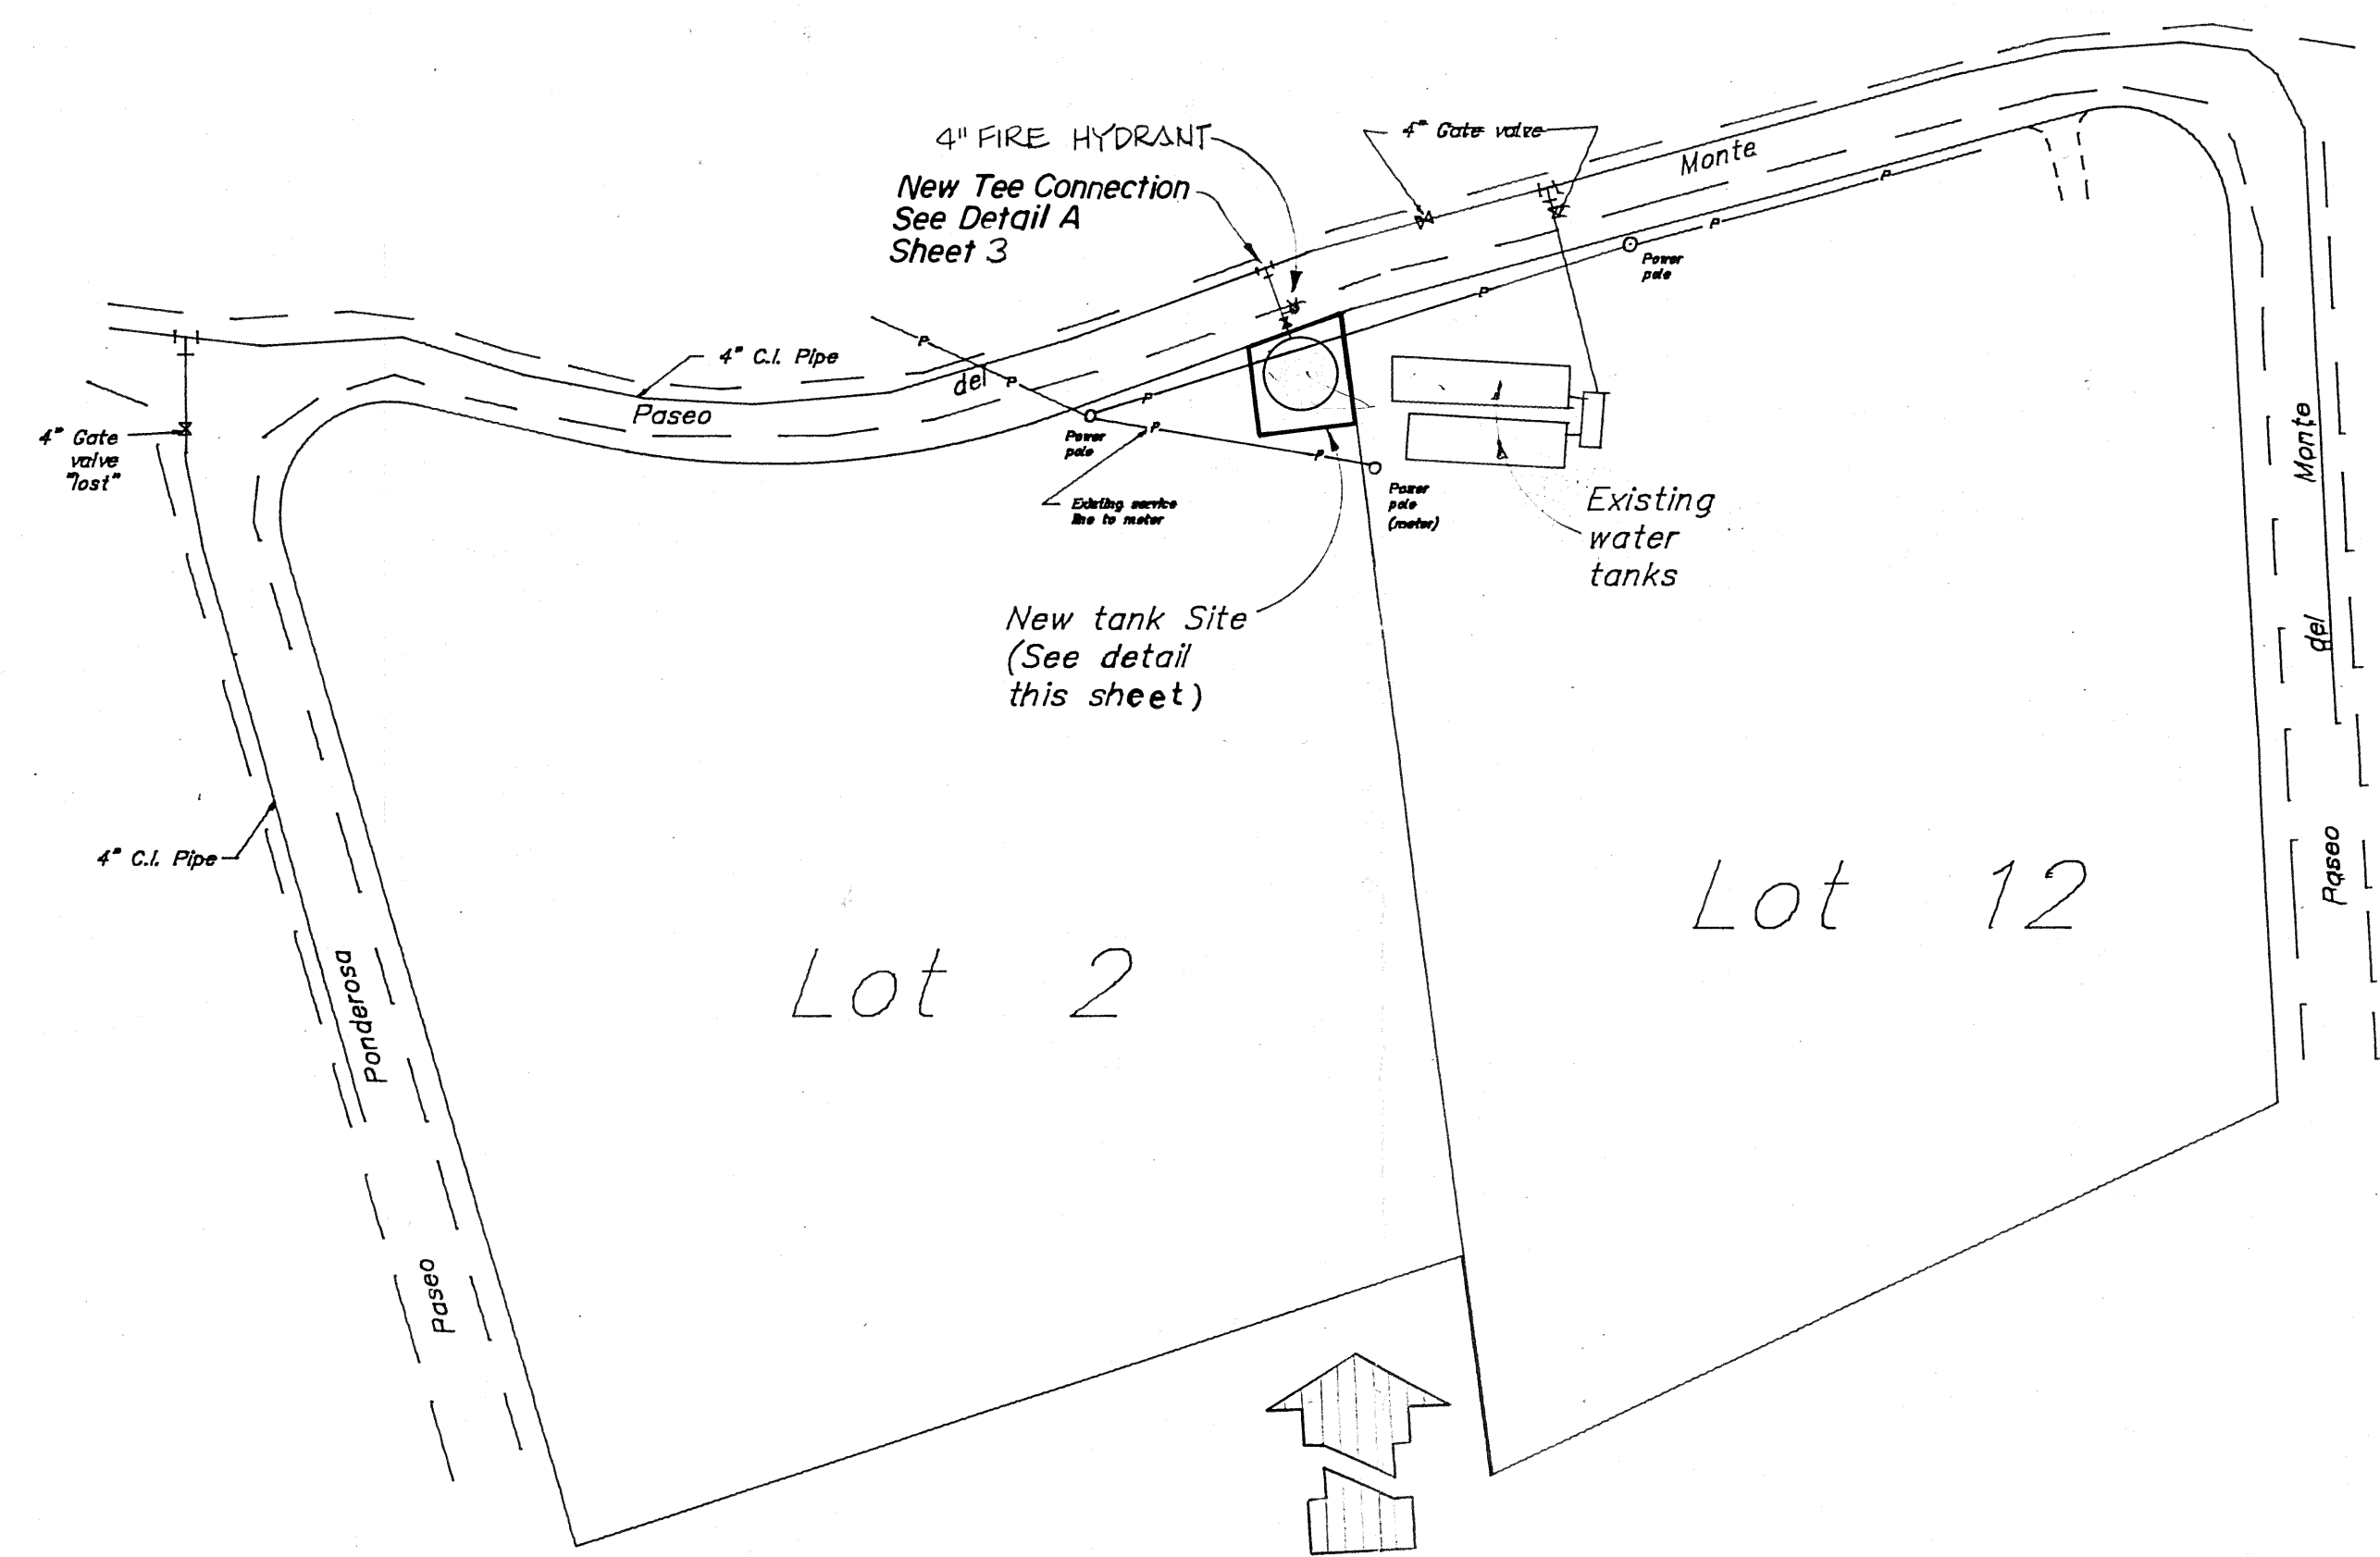 4" FIRE HYDRANT
New Tee Connection
See Detail A
Sheet 3
4" Gate valve
Monte
Power
pole
4" C.I. Pipe
Paseo
del
4" Gate
valve
"lost"
Power
pole
Existing service
line to meter
Power
pole
(meter)
Existing
water
tanks
New tank Site
(See detail
this sheet)
Monte
del
Paseo
4" C.I. Pipe
Lot 2
Lot 12
Ponderosa
Paseo
P
P
P
P
P
P
P
P